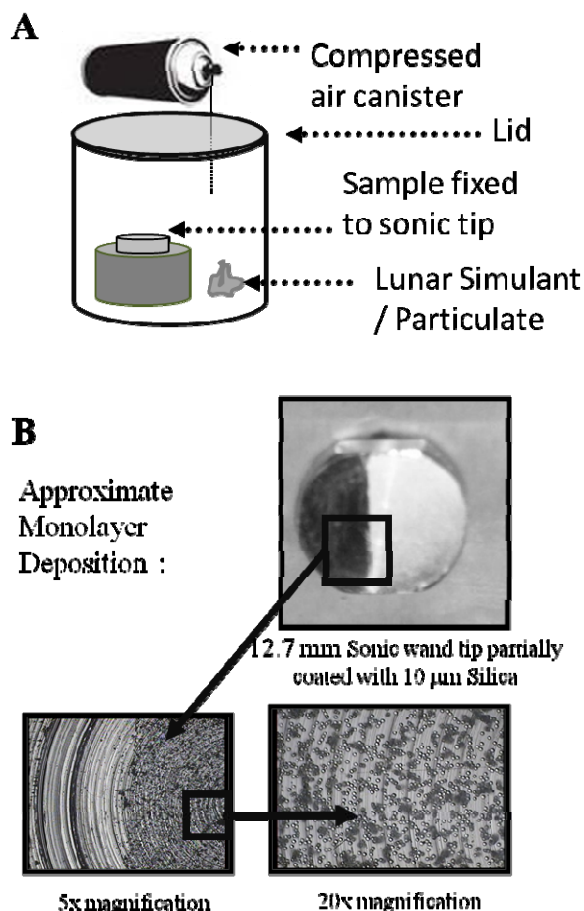 A
Compressed
air canister
Lid
Sample fixed
to sonic tip
Lunar Simulant
/ Particulate
B
Approximate
Monolayer
Deposition :
12.7 mm Sonic wand tip partially
coated with 10 µm Silica
5x magnification
20x magnification